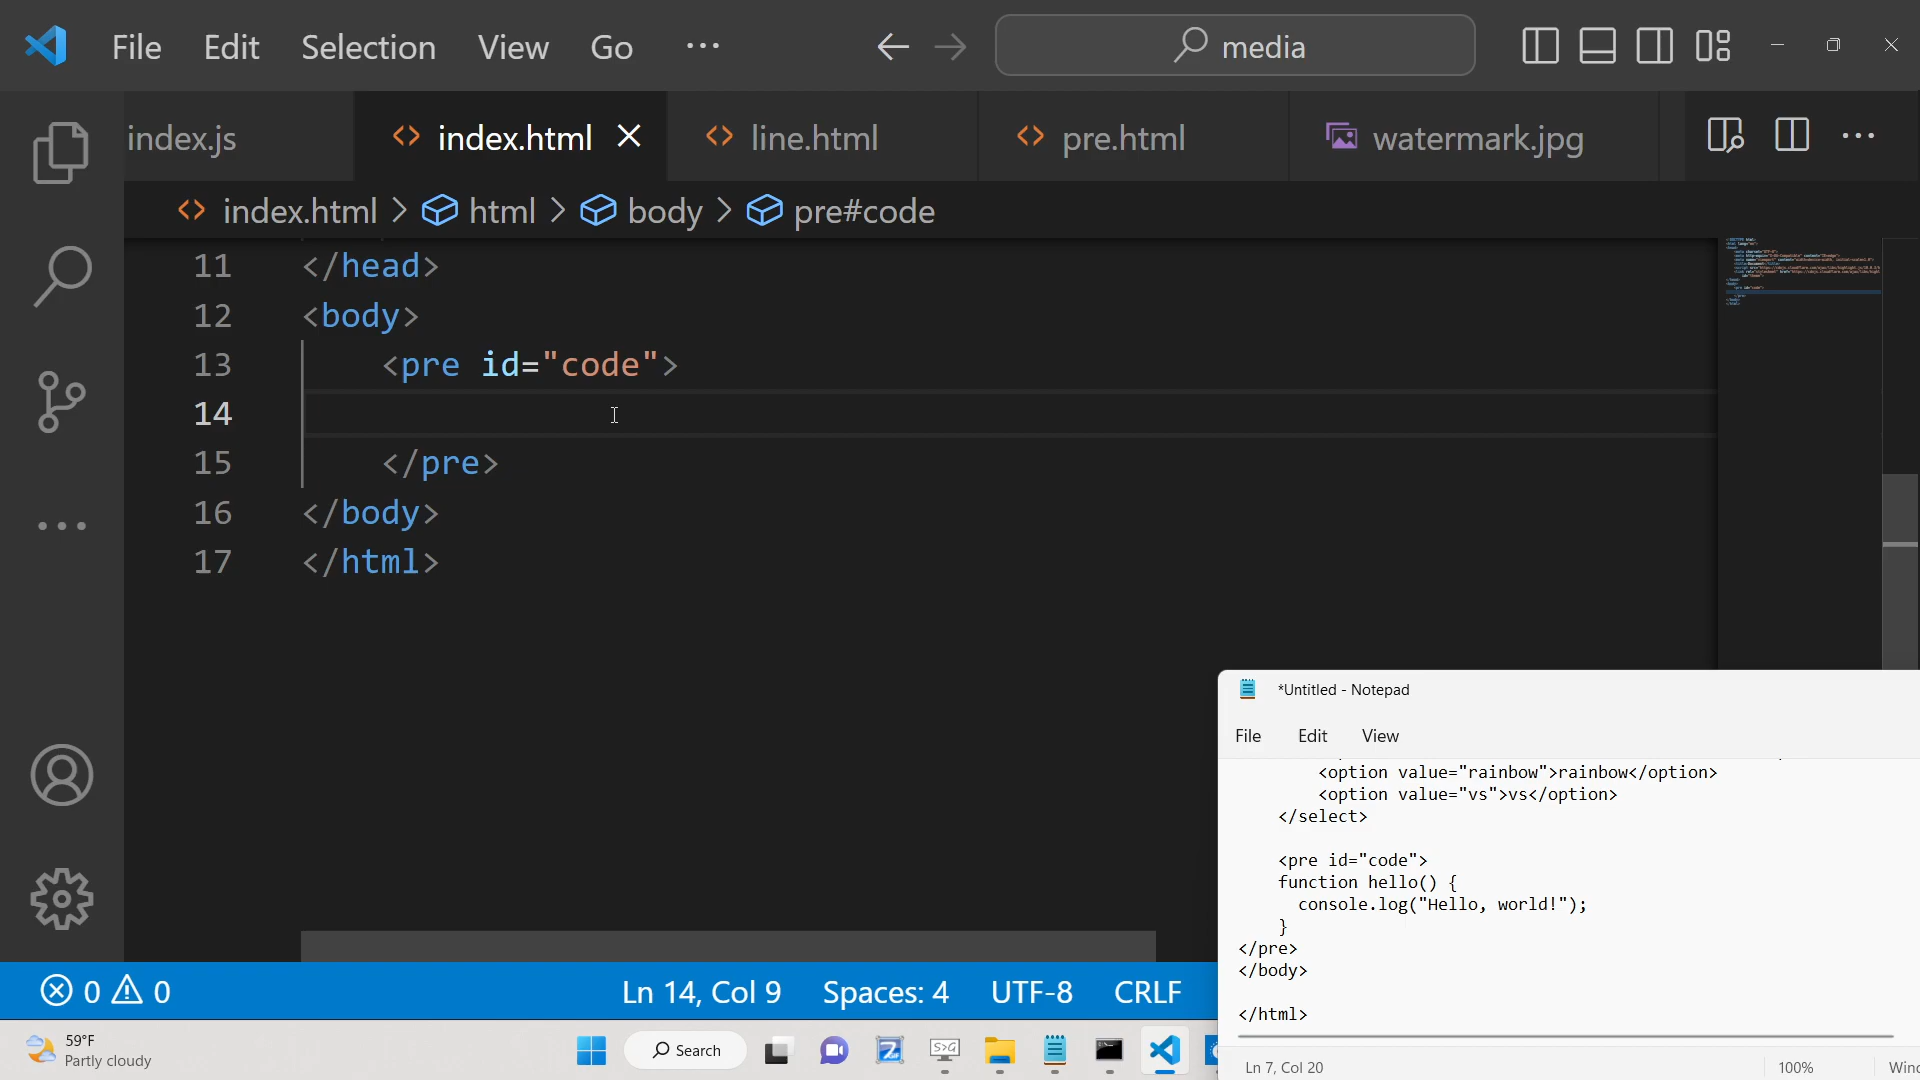 File Edit Selection View Go ··· media
index.js index.html line.html pre.html watermark.jpg
index.html > html > body > pre#code
11 </head>
12 <body>
13 <pre id="code">
14
15 </pre>
16 </body>
17 </html>
*Untitled - Notepad
File Edit View
<option value="rainbow">rainbow</option>
<option value="vs">vs</option>
</select>
<pre id="code">
function hello() {
console.log("Hello, world!");
}
</pre>
</body>
</html>
Ln 7, Col 20 100%
0 0 Ln 14, Col 9 Spaces: 4 UTF-8 CRLF
59°F
Partly cloudy
Search